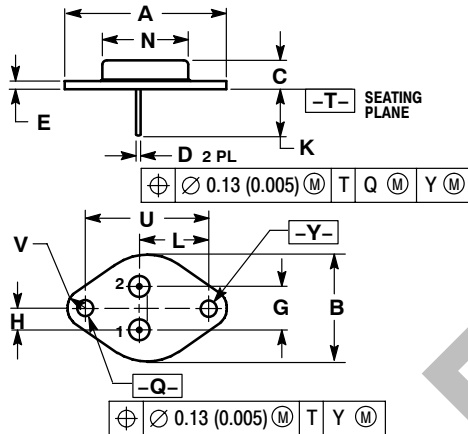 A
N
C
E
-T- SEATING PLANE
K
D 2 PL
⌖ ∅ 0.13 (0.005) Ⓜ T Q Ⓜ Y Ⓜ
U
V
L
-Y-
2
H
G
B
1
-Q-
⌖ ∅ 0.13 (0.005) Ⓜ T Y Ⓜ